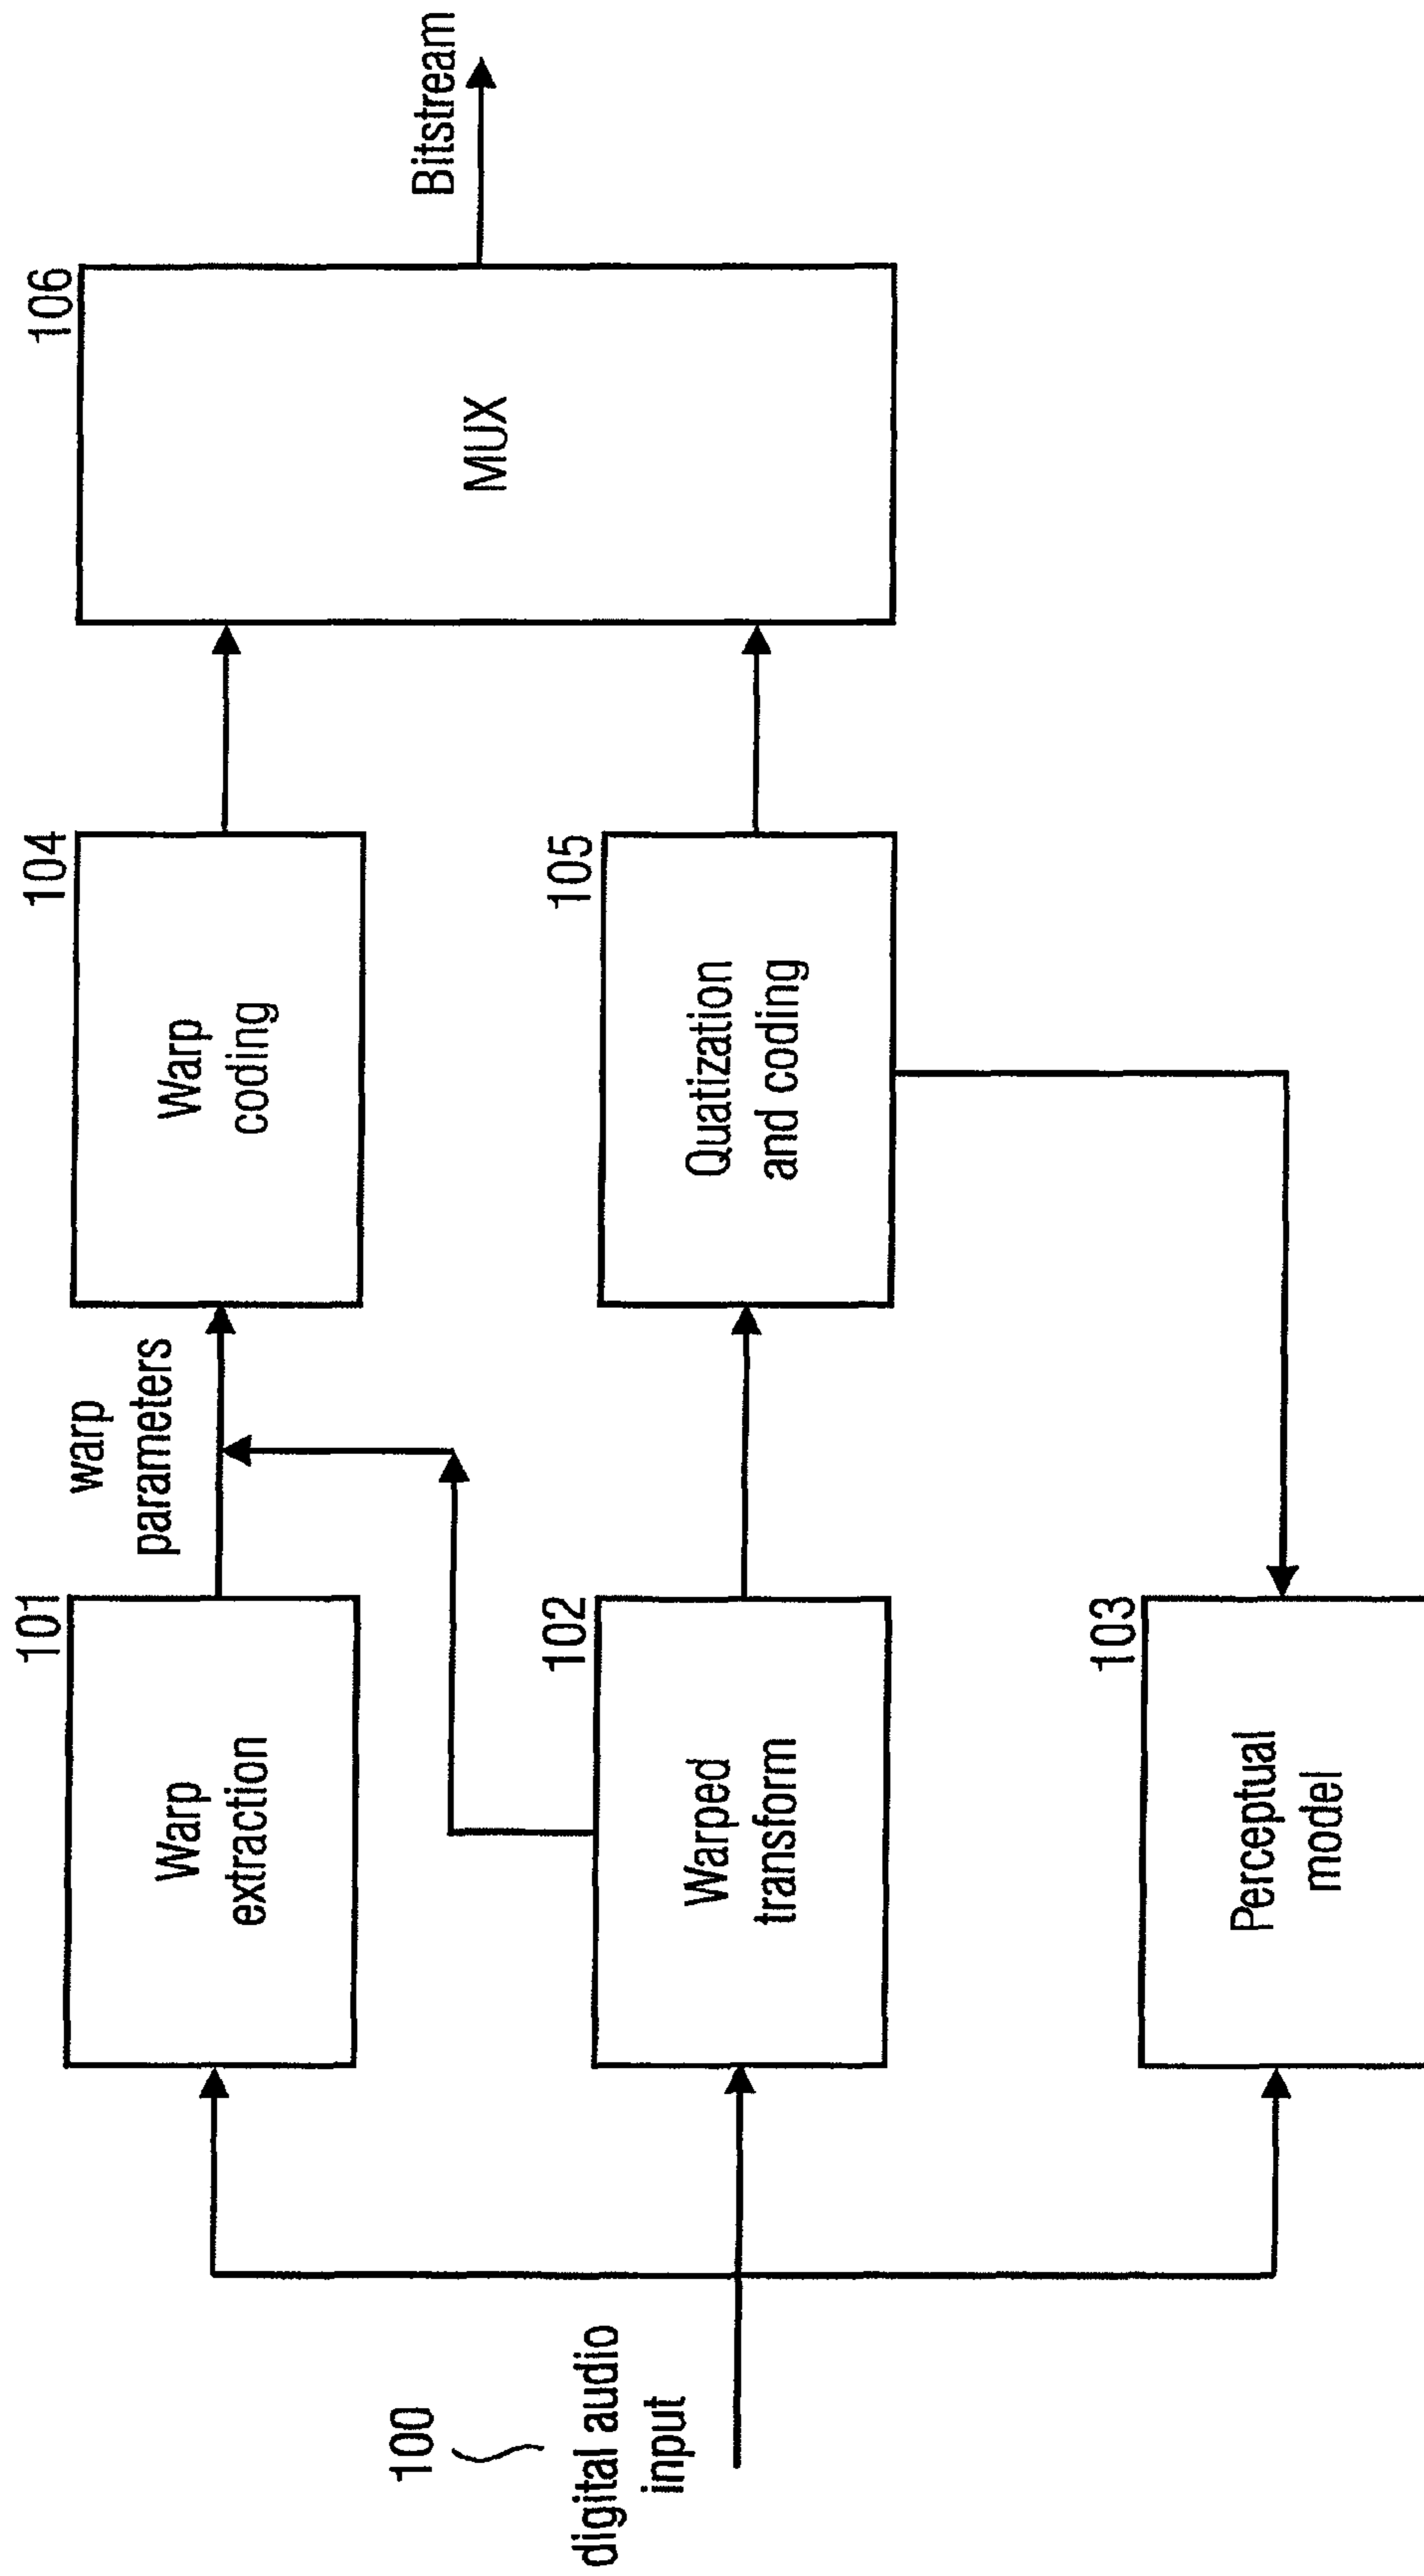 100
digital audio
input
101
Warp
extraction
warp
parameters
104
Warp
coding
102
Warped
transform
105
Quatization
and coding
103
Perceptual
model
106
MUX
Bitstream